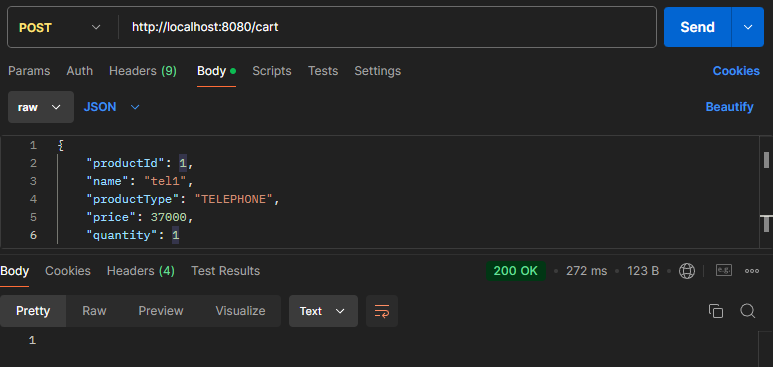 POST http://localhost:8080/cart Send
Params Auth Headers (9) Body Scripts Tests Settings Cookies
raw JSON Beautify
1 {
2 "productId": 1,
3 "name": "tel1",
4 "productType": "TELEPHONE",
5 "price": 37000,
6 "quantity": 1
Body Cookies Headers (4) Test Results 200 OK 272 ms 123 B e.g.
Pretty Raw Preview Visualize Text
1